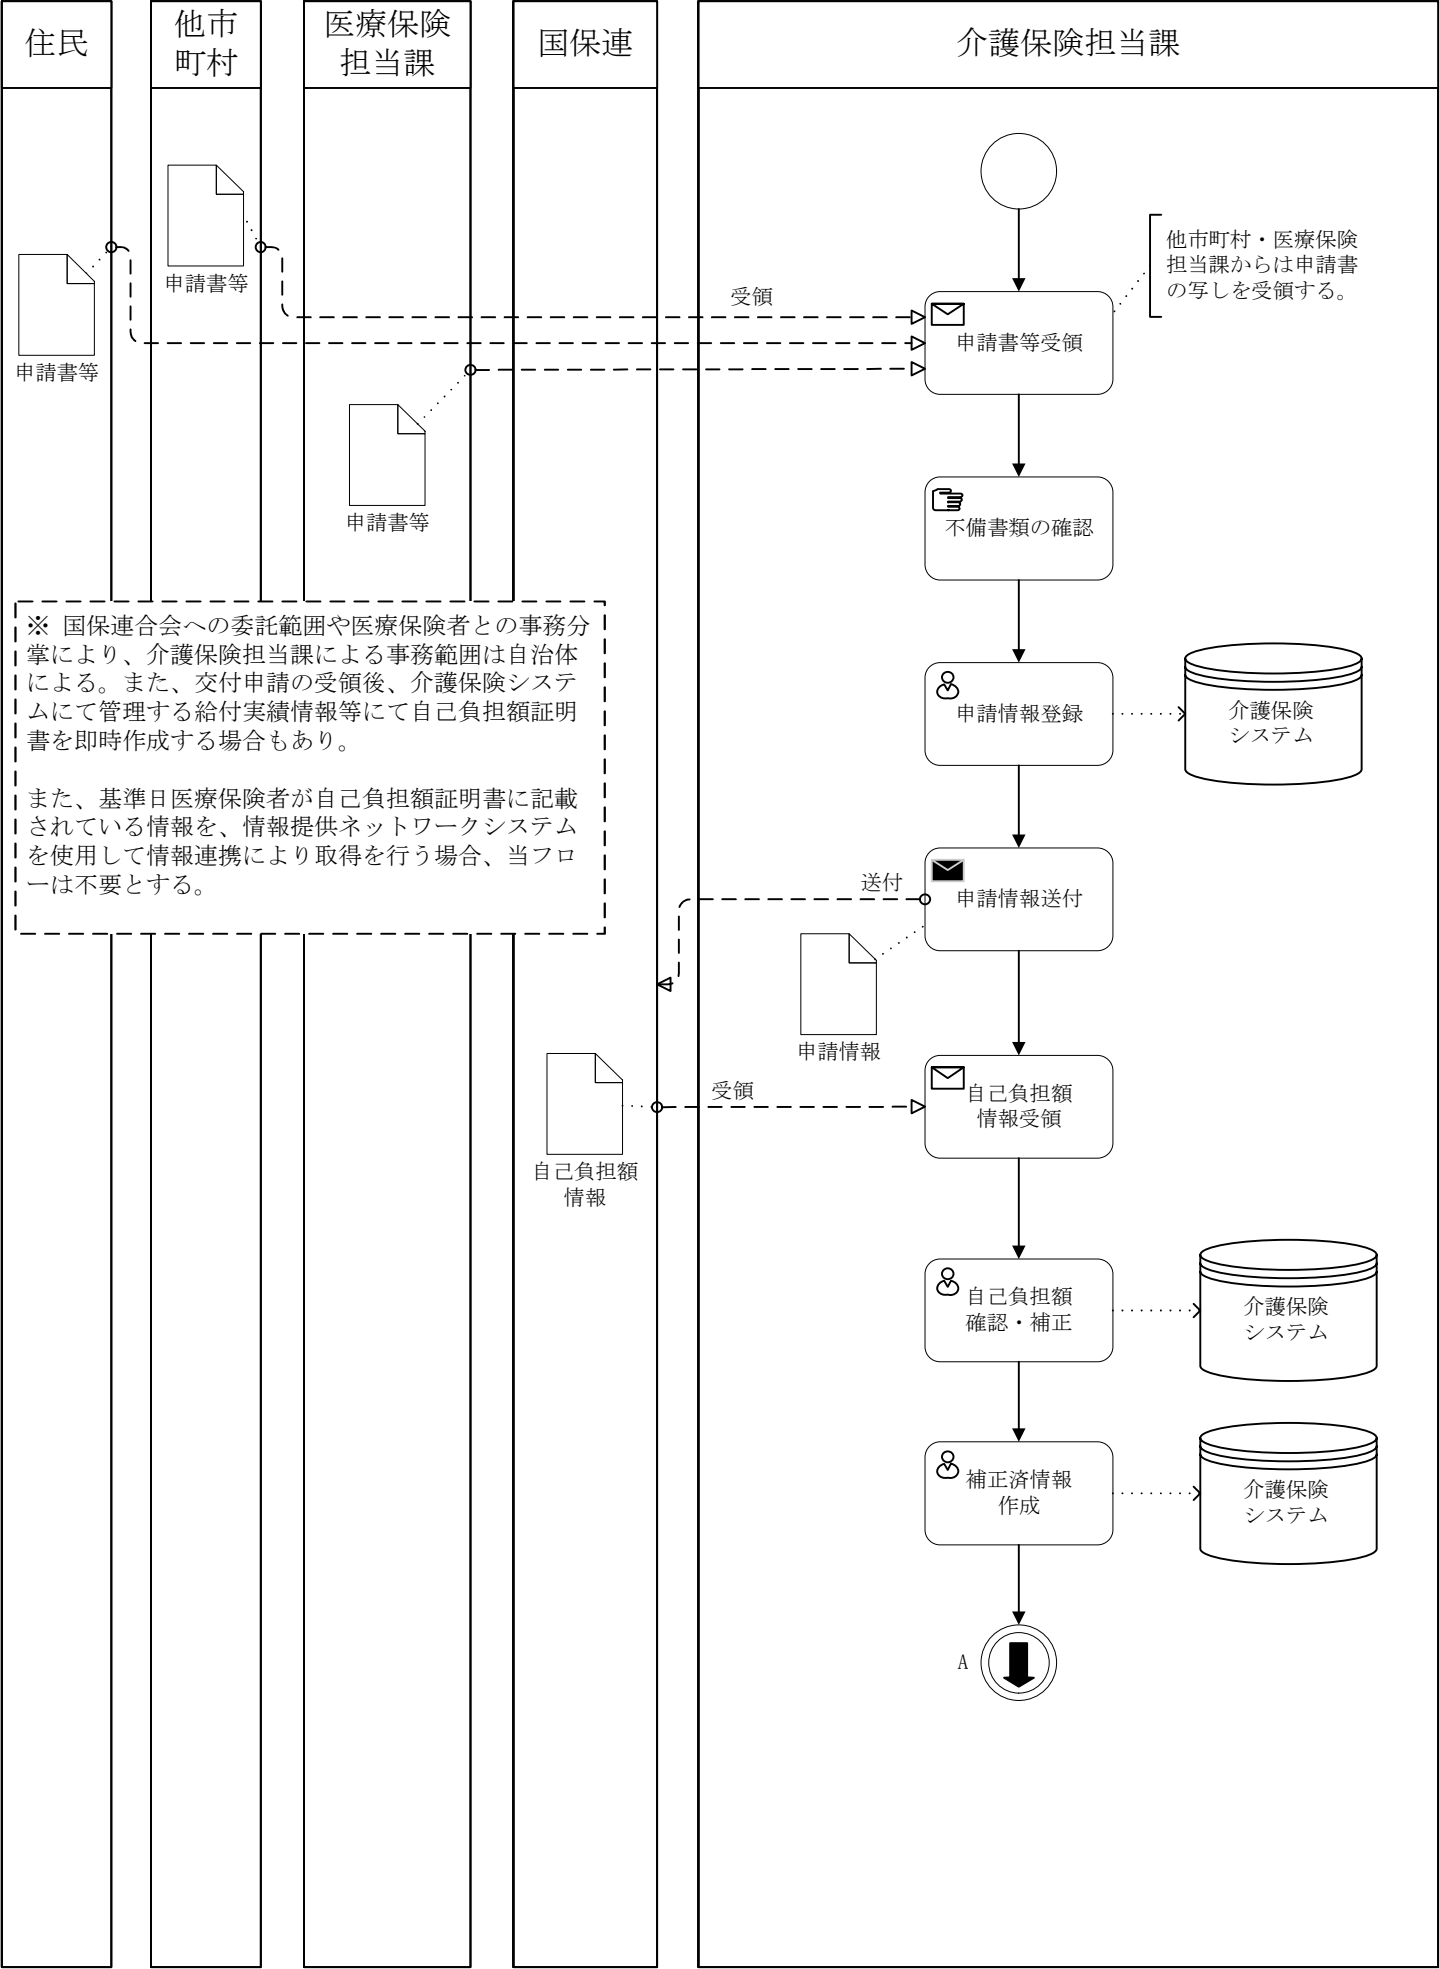 住民
他市
町村
医療保険
担当課
国保連
介護保険担当課
他市町村・医療保険
担当課からは申請書
の写しを受領する。
申請書等
受領
申請書等
申請書等受領
申請書等
不備書類の確認
※ 国保連合会への委託範囲や医療保険者との事務分
掌により、介護保険担当課による事務範囲は自治体
による。また、交付申請の受領後、介護保険システ
ムにて管理する給付実績情報等にて自己負担額証明
書を即時作成する場合もあり。
また、基準日医療保険者が自己負担額証明書に記載
されている情報を、情報提供ネットワークシステム
を使用して情報連携により取得を行う場合、当フロ
ーは不要とする。
申請情報登録
介護保険
システム
送付
申請情報送付
申請情報
受領
自己負担額
情報受領
自己負担額
情報
自己負担額
確認・補正
介護保険
システム
補正済情報
作成
介護保険
システム
A